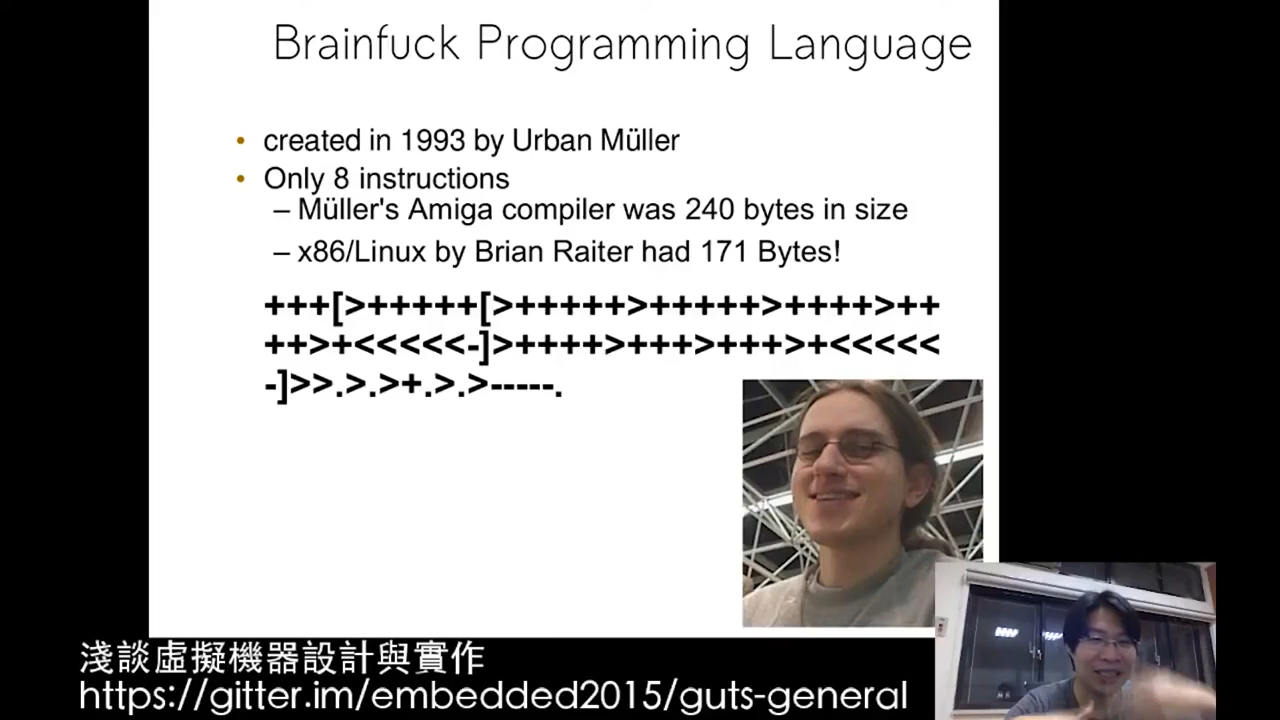 Brainfuck Programming Language
• created in 1993 by Urban Müller
• Only 8 instructions
– Müller's Amiga compiler was 240 bytes in size
– x86/Linux by Brian Raiter had 171 Bytes!
+++[>+++++[>+++++>+++++>++++>++
++>+<<<<<-]>++++>+++>+++>+<<<<<
-]>>.>.>+.>.>-----.
淺談虛擬機器設計與實作
https://gitter.im/embedded2015/guts-general